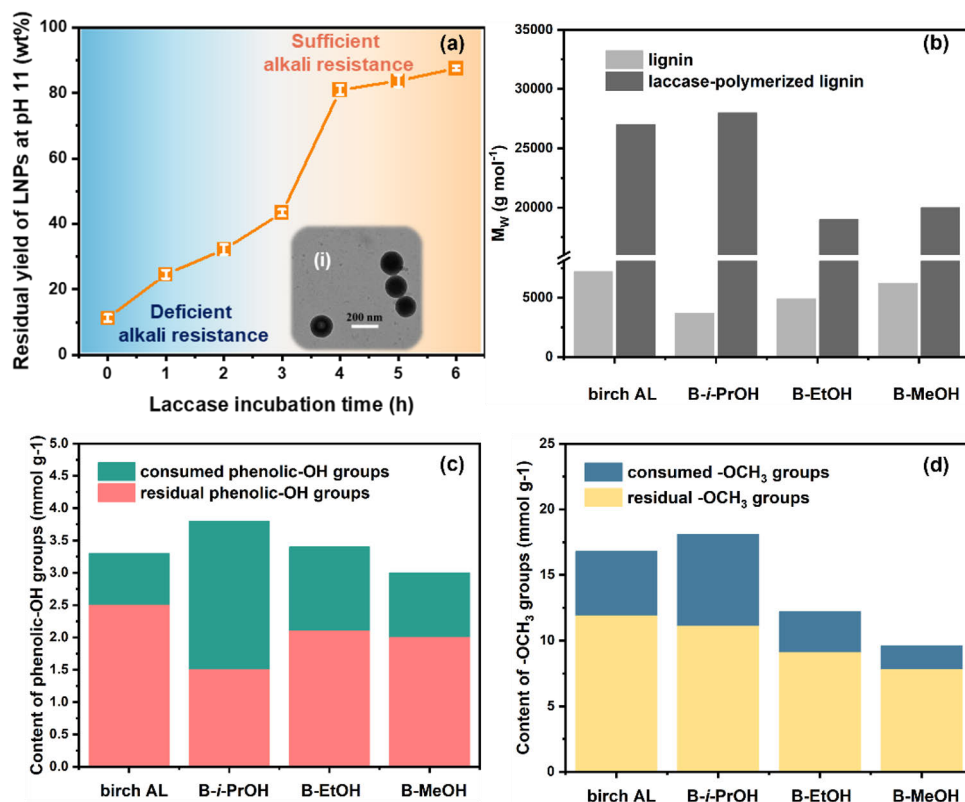 (a)
Residual yield of LNPs at pH 11 (wt%)
100
80
60
40
20
0
Sufficient
alkali resistance
Deficient
alkali resistance
(i)
200 nm
0 1 2 3 4 5 6
Laccase incubation time (h)
(b)
M_W (g mol⁻¹)
35000
30000
25000
20000
5000
0
lignin
laccase-polymerized lignin
birch AL B-i-PrOH B-EtOH B-MeOH
(c)
Content of phenolic-OH groups (mmol g-1)
5.0
4.5
4.0
3.5
3.0
2.5
2.0
1.5
1.0
0.5
0.0
consumed phenolic-OH groups
residual phenolic-OH groups
birch AL B-i-PrOH B-EtOH B-MeOH
(d)
Content of -OCH₃ groups (mmol g-1)
25
20
15
10
5
0
consumed -OCH₃ groups
residual -OCH₃ groups
birch AL B-i-PrOH B-EtOH B-MeOH